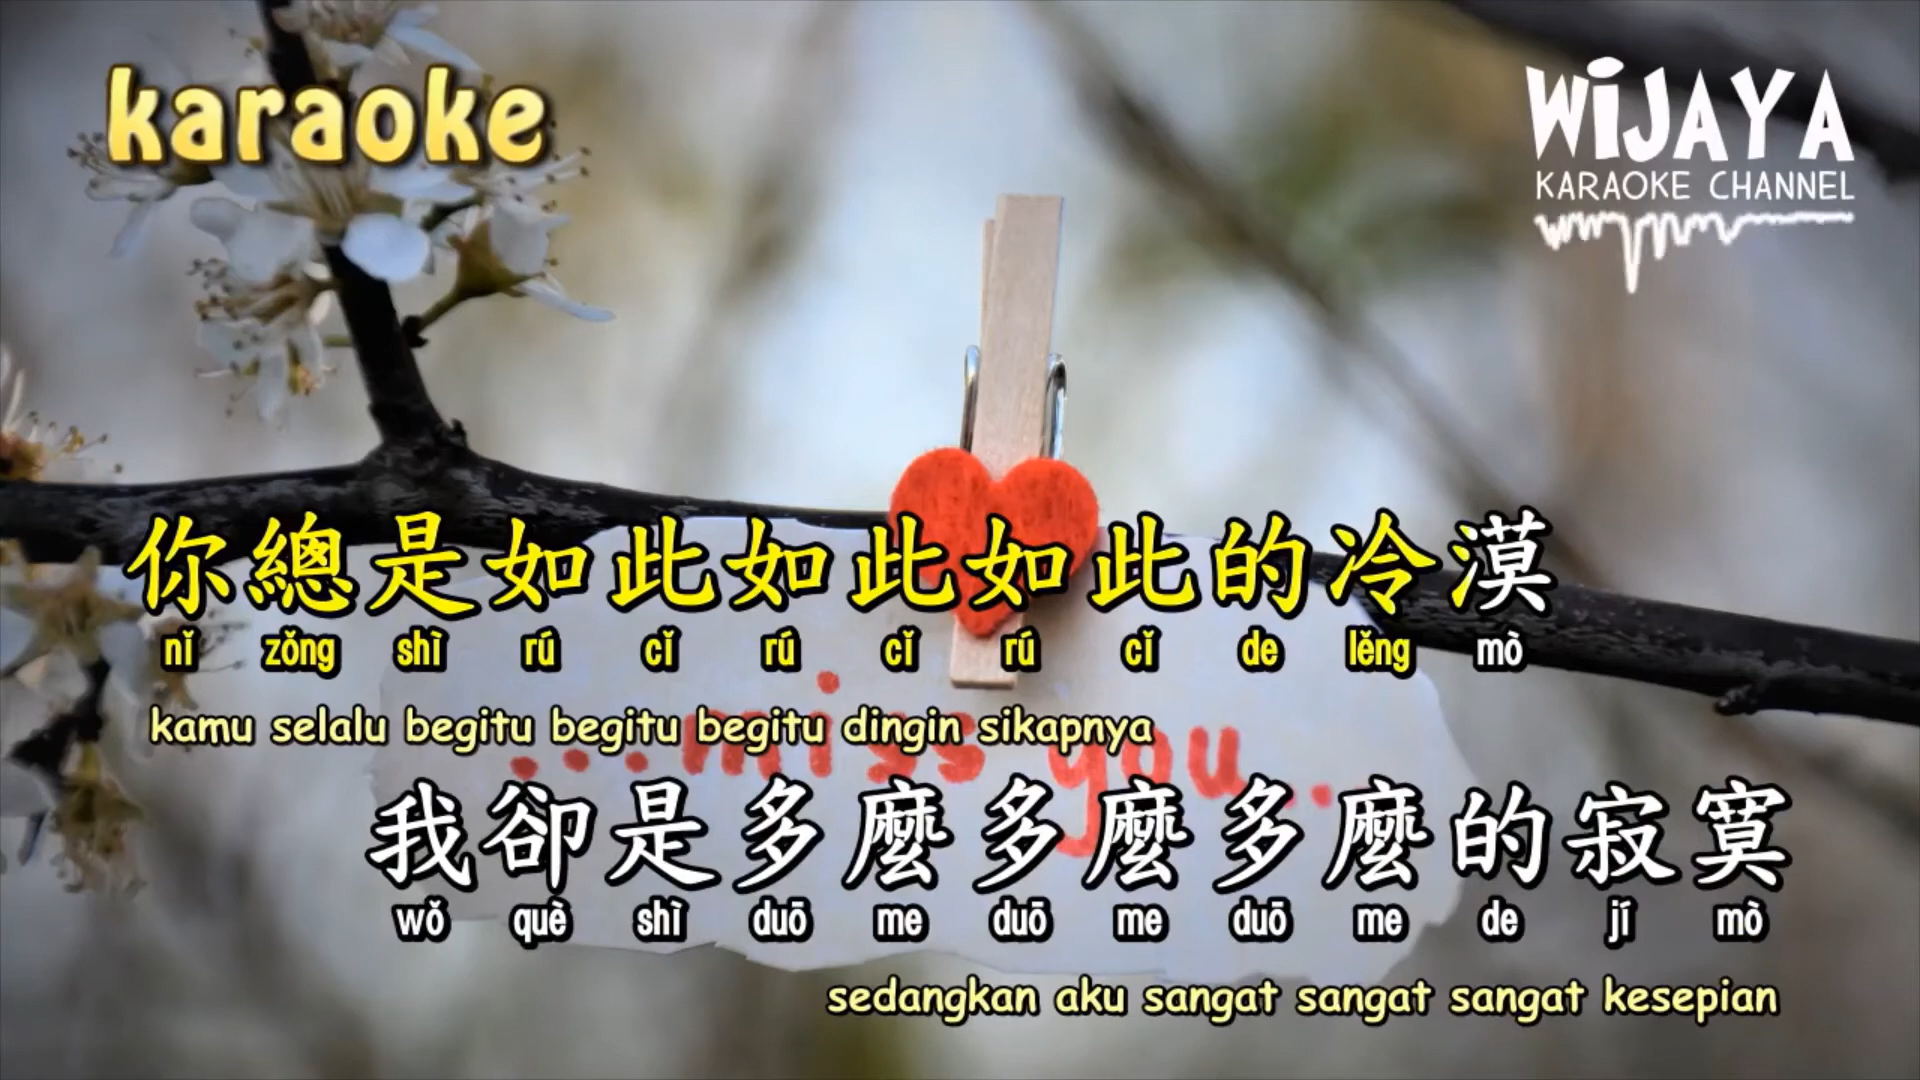 karaoke
WiJAYA
KARAOKE CHANNEL
你總是如此如此如此的冷漠
nǐ zǒng shì rú cǐ rú cǐ rú cǐ de lěng mò
kamu selalu begitu begitu begitu dingin sikapnya
...miss you..
我卻是多麼多麼多麼的寂寞
wǒ què shì duō me duō me duō me de jí mò
sedangkan aku sangat sangat sangat kesepian